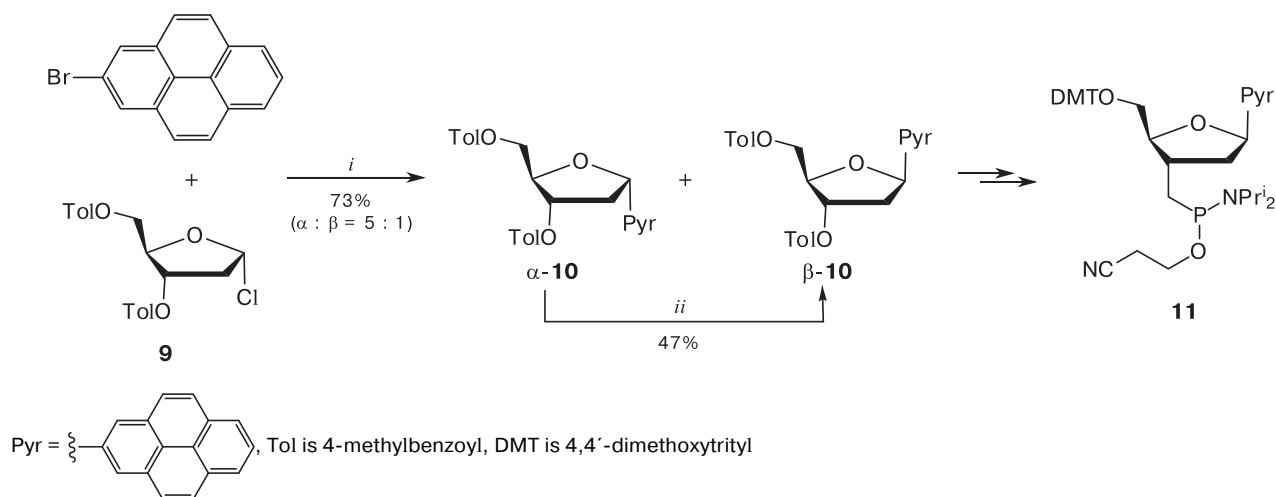 Br
+
TolO
O
TolO
Cl
9
i
73%
(α : β = 5 : 1)
TolO
O
TolO
Pyr
α-10
+
TolO
O
Pyr
TolO
β-10
ii
47%
DMTO
O
Pyr
P
NPrⁱ₂
O
NC
11
Pyr = , Tol is 4-methylbenzoyl, DMT is 4,4´-dimethoxytrityl